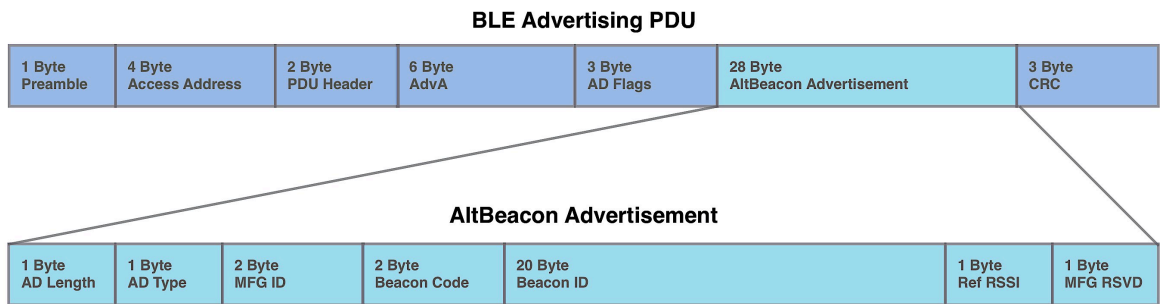 BLE Advertising PDU
1 Byte
Preamble
4 Byte
Access Address
2 Byte
PDU Header
6 Byte
AdvA
3 Byte
AD Flags
28 Byte
AltBeacon Advertisement
3 Byte
CRC
AltBeacon Advertisement
1 Byte
AD Length
1 Byte
AD Type
2 Byte
MFG ID
2 Byte
Beacon Code
20 Byte
Beacon ID
1 Byte
Ref RSSI
1 Byte
MFG RSVD